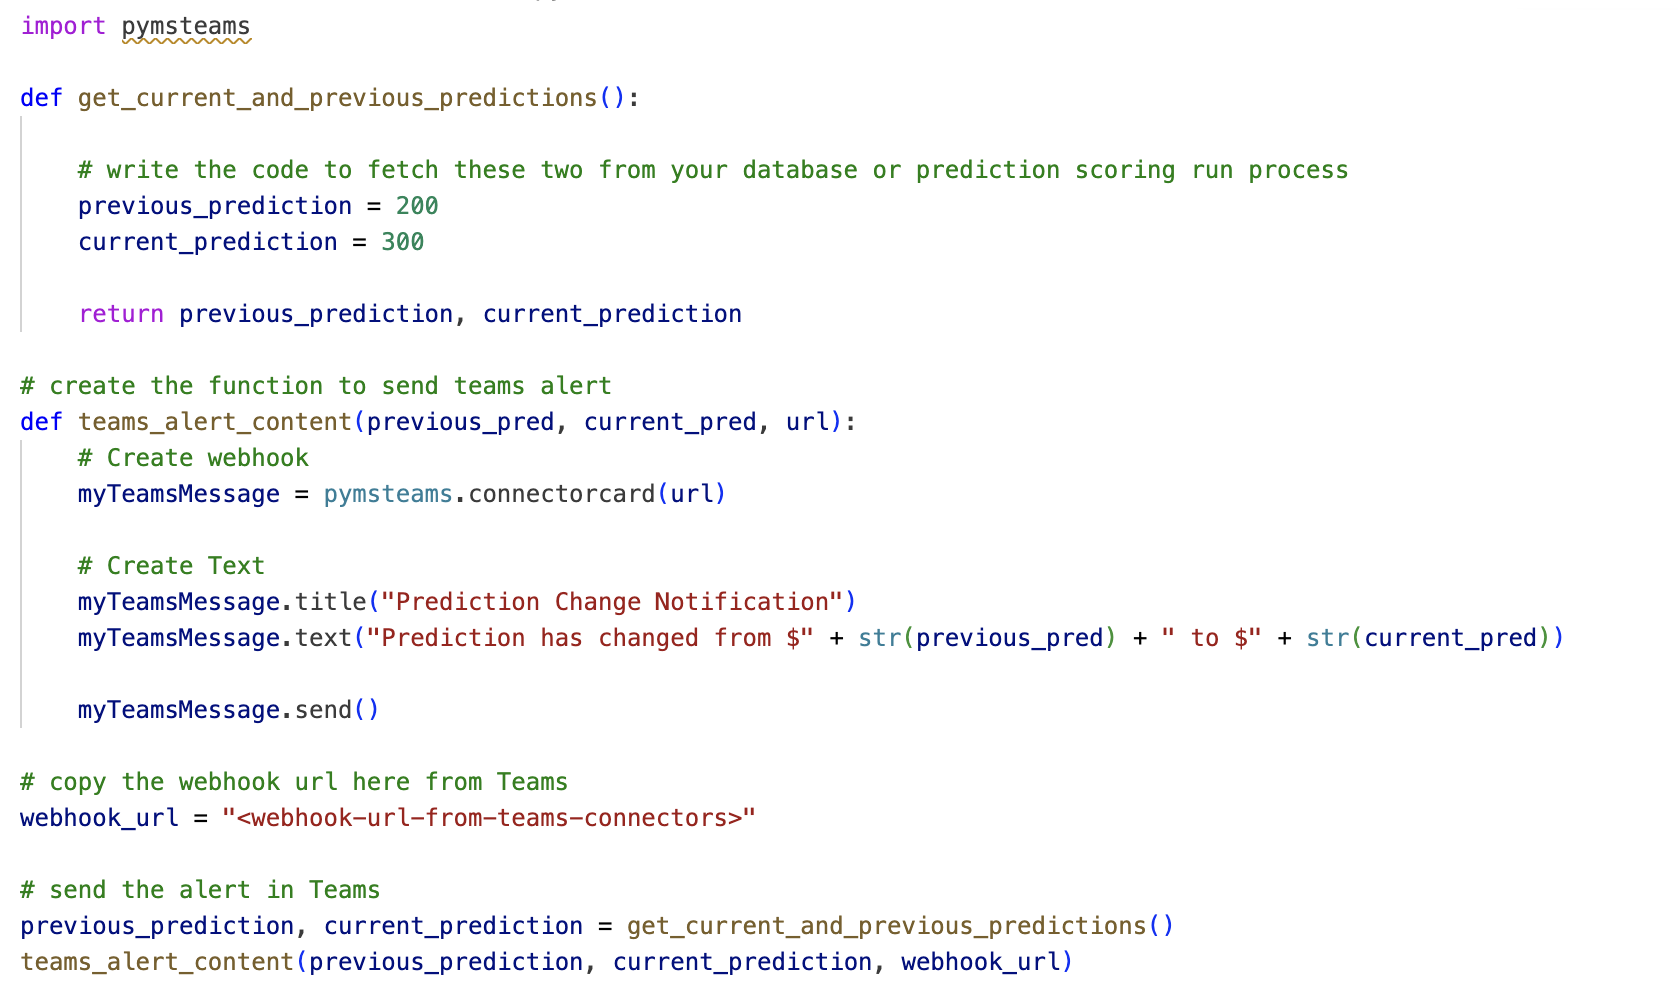 import pymsteams
def get_current_and_previous_predictions():
# write the code to fetch these two from your database or prediction scoring run process
previous_prediction = 200
current_prediction = 300
return previous_prediction, current_prediction
# create the function to send teams alert
def teams_alert_content(previous_pred, current_pred, url):
# Create webhook
myTeamsMessage = pymsteams.connectorcard(url)
# Create Text
myTeamsMessage.title("Prediction Change Notification")
myTeamsMessage.text("Prediction has changed from $" + str(previous_pred) + " to $" + str(current_pred))
myTeamsMessage.send()
# copy the webhook url here from Teams
webhook_url = "<webhook-url-from-teams-connectors>"
# send the alert in Teams
previous_prediction, current_prediction = get_current_and_previous_predictions()
teams_alert_content(previous_prediction, current_prediction, webhook_url)